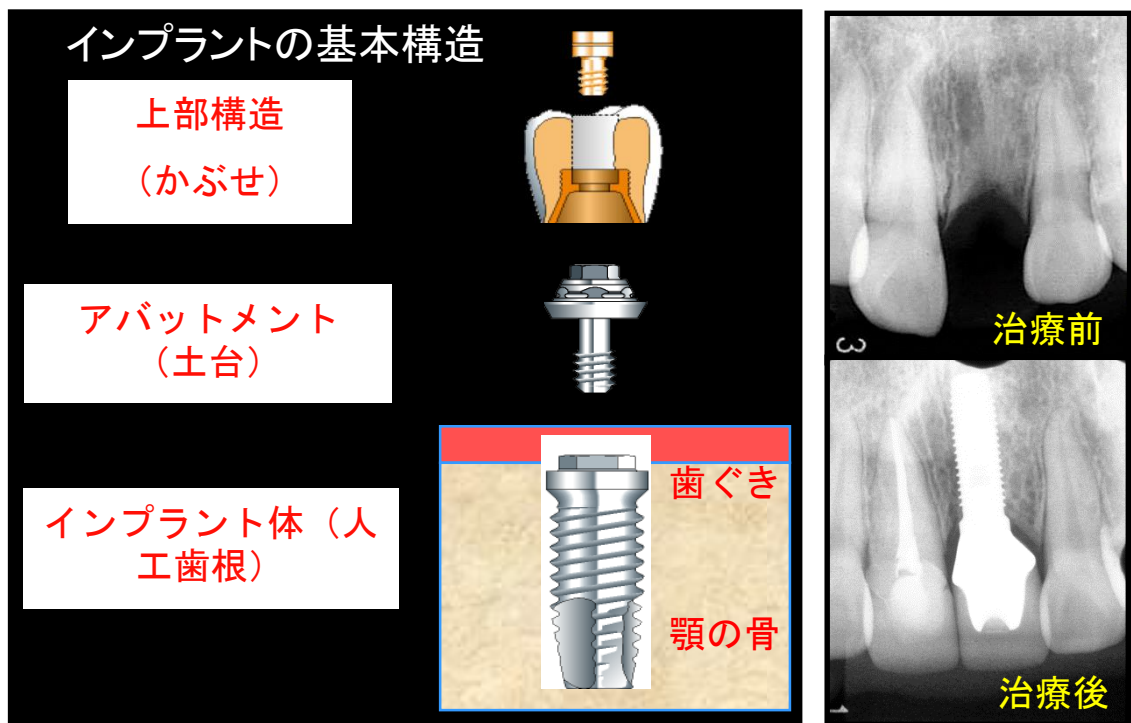 インプラントの基本構造
上部構造
（かぶせ）
アバットメント
（土台）
インプラント体（人
工歯根）
歯ぐき
顎の骨
3
治療前
1
治療後